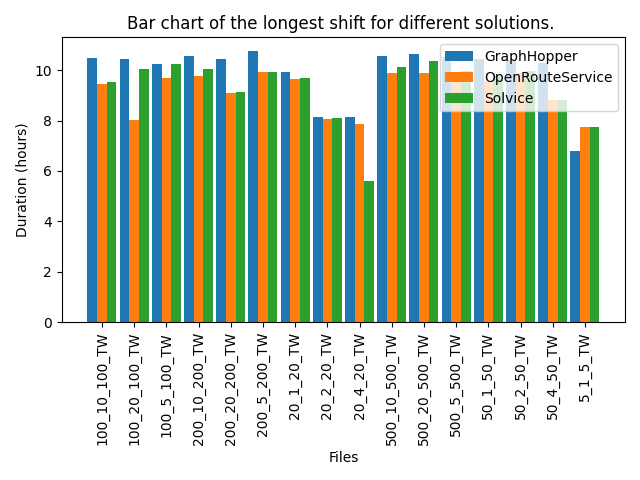 Bar chart of the longest shift for different solutions.
GraphHopper
OpenRouteService
Solvice
Duration (hours)
10
8
6
4
2
0
100_10_100_TW
100_20_100_TW
100_5_100_TW
200_10_200_TW
200_20_200_TW
200_5_200_TW
20_1_20_TW
20_2_20_TW
20_4_20_TW
500_10_500_TW
500_20_500_TW
500_5_500_TW
50_1_50_TW
50_2_50_TW
50_4_50_TW
5_1_5_TW
Files